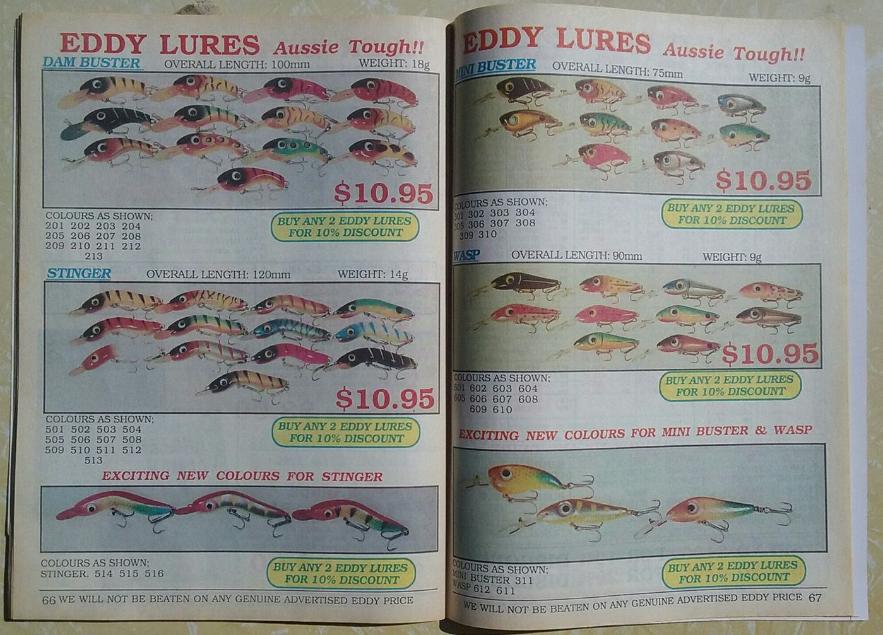 EDDY LURES Aussie Tough!!
DAM BUSTER OVERALL LENGTH: 100mm WEIGHT: 18g
$10.95
COLOURS AS SHOWN;
201 202 203 204
205 206 207 208
209 210 211 212
213
BUY ANY 2 EDDY LURES
FOR 10% DISCOUNT
STINGER OVERALL LENGTH: 120mm WEIGHT: 14g
$10.95
COLOURS AS SHOWN;
501 502 503 504
505 506 507 508
509 510 511 512
513
BUY ANY 2 EDDY LURES
FOR 10% DISCOUNT
EXCITING NEW COLOURS FOR STINGER
COLOURS AS SHOWN;
STINGER. 514 515 516
BUY ANY 2 EDDY LURES
FOR 10% DISCOUNT
66 WE WILL NOT BE BEATEN ON ANY GENUINE ADVERTISED EDDY PRICE
EDDY LURES Aussie Tough!!
MINI BUSTER OVERALL LENGTH: 75mm WEIGHT: 9g
$10.95
COLOURS AS SHOWN;
301 302 303 304
305 306 307 308
309 310
BUY ANY 2 EDDY LURES
FOR 10% DISCOUNT
WASP OVERALL LENGTH: 90mm WEIGHT: 9g
$10.95
COLOURS AS SHOWN;
601 602 603 604
605 606 607 608
609 610
BUY ANY 2 EDDY LURES
FOR 10% DISCOUNT
EXCITING NEW COLOURS FOR MINI BUSTER & WASP
COLOURS AS SHOWN;
MINI BUSTER 311
WASP 612 611
BUY ANY 2 EDDY LURES
FOR 10% DISCOUNT
WE WILL NOT BE BEATEN ON ANY GENUINE ADVERTISED EDDY PRICE 67